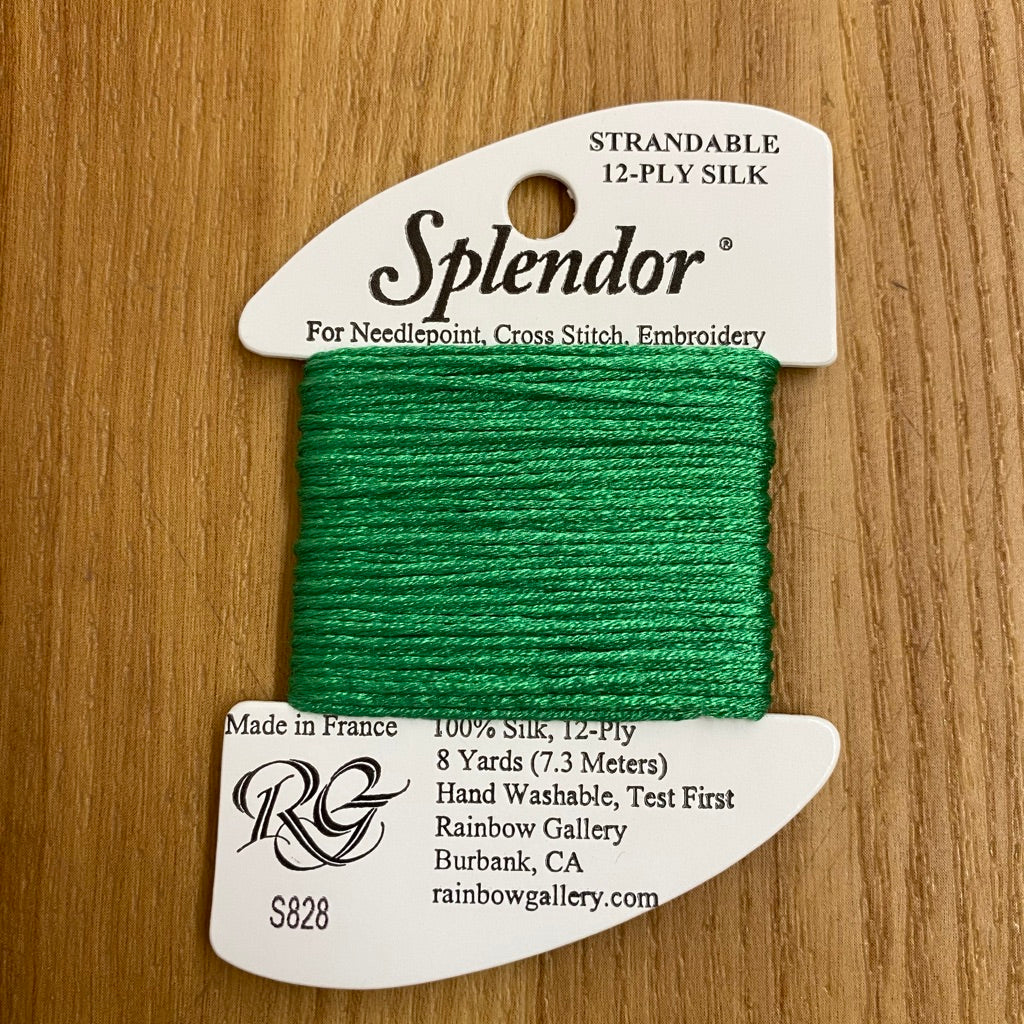 STRANDABLE
12-PLY SILK
Splendor ®
For Needlepoint, Cross Stitch, Embroidery
Made in France
100% Silk, 12-Ply
8 Yards (7.3 Meters)
Hand Washable, Test First
Rainbow Gallery
Burbank, CA
rainbowgallery.com
RG
S828